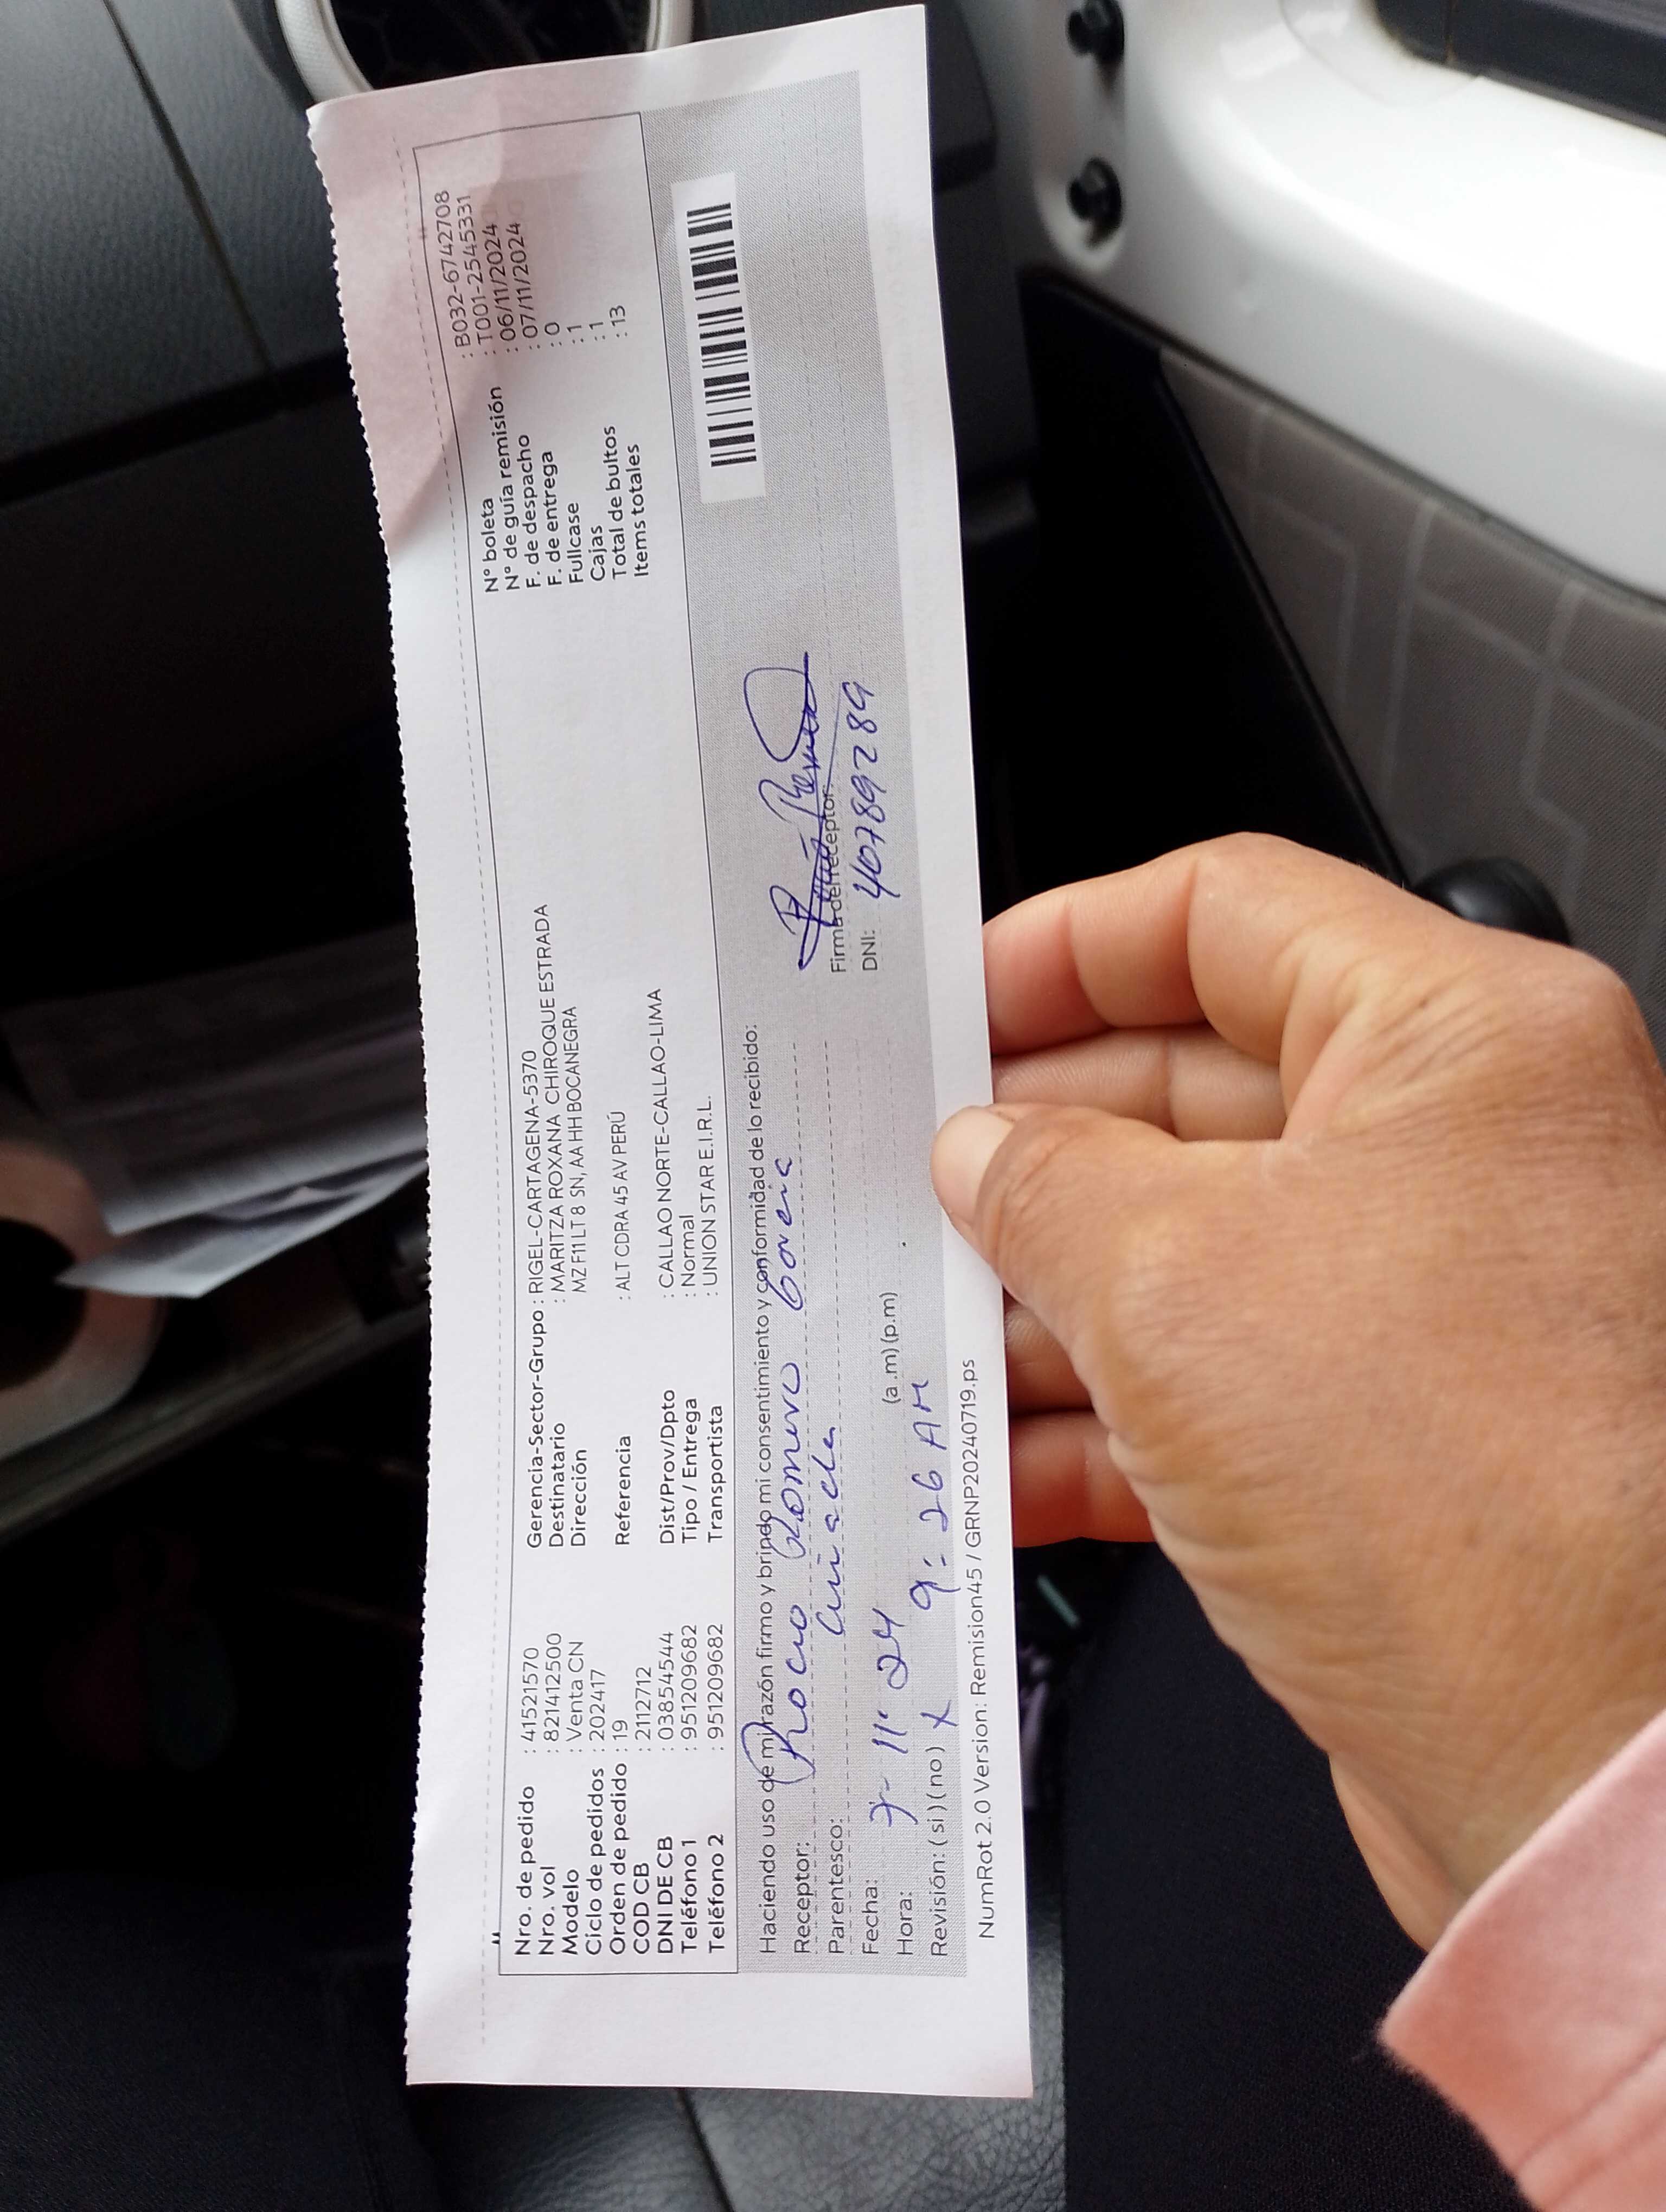 Nro. de pedido : 41521570
Nro. vol : 821412500
Modelo : Venta CN
Ciclo de pedidos : 202417
Orden de pedido : 19
COD CB : 2112712
DNI DE CB : 03854544
Teléfono 1 : 951209682
Teléfono 2 : 951209682
Gerencia-Sector-Grupo : RIGEL-CARTAGENA-5370
Destinatario : MARITZA ROXANA CHIROQUE ESTRADA
Dirección MZ F11 LT 8 SN, AA HH BOCANEGRA
Referencia : ALT CDRA 45 AV PERÚ
Dist/Prov/Dpto : CALLAO NORTE-CALLAO-LIMA
Tipo / Entrega : Normal
Transportista : UNION STAR E.I.R.L.
N° boleta : B032-6742708
N° de guía remisión : T001-2545331
F. de despacho : 06/11/2024
F. de entrega : 07/11/2024
Fullcase : 0
Cajas : 1
Total de bultos : 1
Items totales : 13
Haciendo uso de mi razón firmo y brindo mi consentimiento y conformidad de lo recibido:
Receptor: Rocio Romero
Parentesco:
Fecha: 7- 11- 24
Hora: 9: 26 AM (a.m) (p.m)
Revisión: (si) (no) X
Firma del receptor:
DNI: 40789289
NumRot 2.0 Version: Remision45 / GRNP20240719.ps